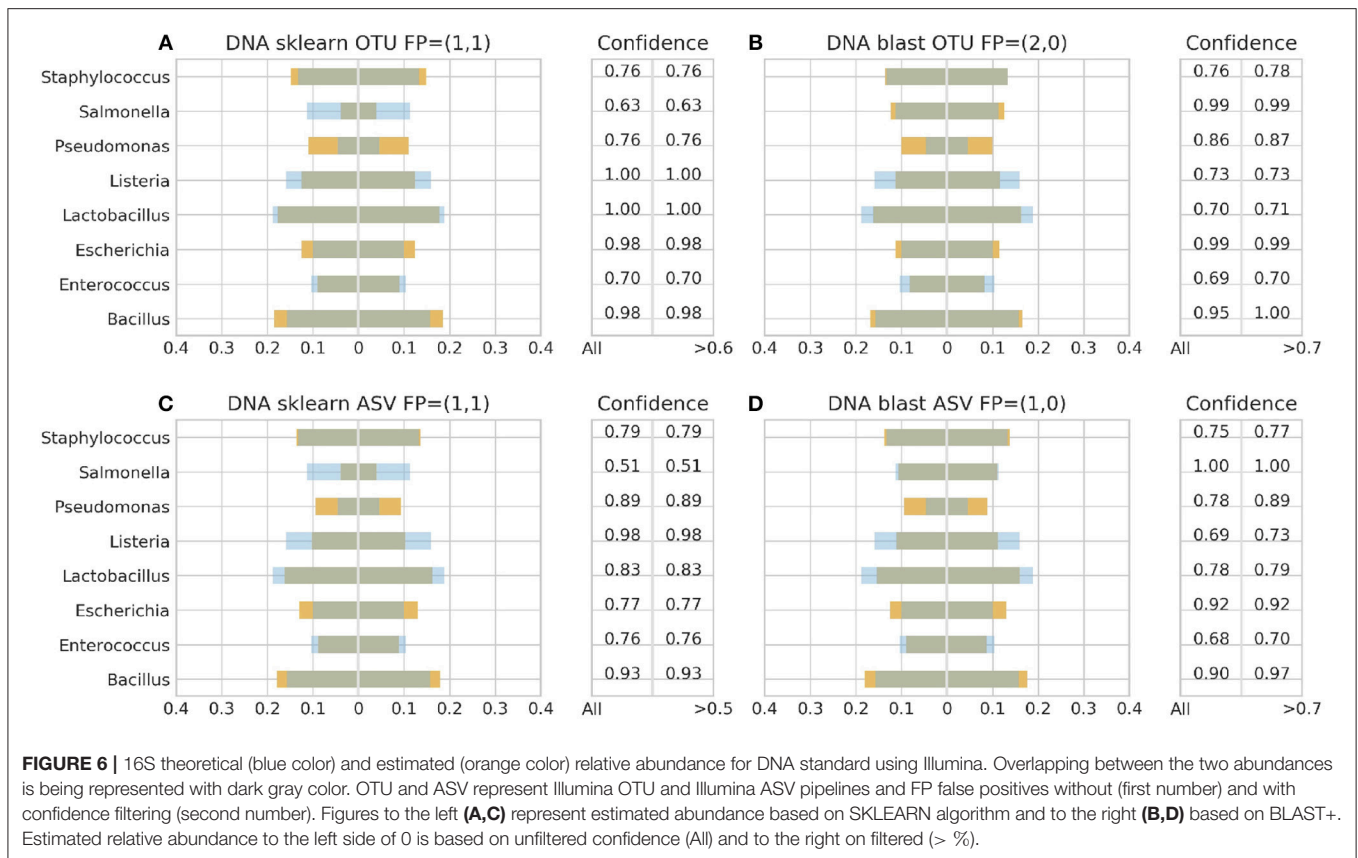 A DNA sklearn OTU FP=(1,1) Confidence
Staphylococcus 0.76 0.76
Salmonella 0.63 0.63
Pseudomonas 0.76 0.76
Listeria 1.00 1.00
Lactobacillus 1.00 1.00
Escherichia 0.98 0.98
Enterococcus 0.70 0.70
Bacillus 0.98 0.98
0.4 0.3 0.2 0.1 0 0.1 0.2 0.3 0.4 All >0.6
B DNA blast OTU FP=(2,0) Confidence
0.76 0.78
0.99 0.99
0.86 0.87
0.73 0.73
0.70 0.71
0.99 0.99
0.69 0.70
0.95 1.00
0.4 0.3 0.2 0.1 0 0.1 0.2 0.3 0.4 All >0.7
C DNA sklearn ASV FP=(1,1) Confidence
Staphylococcus 0.79 0.79
Salmonella 0.51 0.51
Pseudomonas 0.89 0.89
Listeria 0.98 0.98
Lactobacillus 0.83 0.83
Escherichia 0.77 0.77
Enterococcus 0.76 0.76
Bacillus 0.93 0.93
0.4 0.3 0.2 0.1 0 0.1 0.2 0.3 0.4 All >0.5
D DNA blast ASV FP=(1,0) Confidence
0.75 0.77
1.00 1.00
0.78 0.89
0.69 0.73
0.78 0.79
0.92 0.92
0.68 0.70
0.90 0.97
0.4 0.3 0.2 0.1 0 0.1 0.2 0.3 0.4 All >0.7
FIGURE 6 | 16S theoretical (blue color) and estimated (orange color) relative abundance for DNA standard using Illumina. Overlapping between the two abundances
is being represented with dark gray color. OTU and ASV represent Illumina OTU and Illumina ASV pipelines and FP false positives without (first number) and with
confidence filtering (second number). Figures to the left (A,C) represent estimated abundance based on SKLEARN algorithm and to the right (B,D) based on BLAST+.
Estimated relative abundance to the left side of 0 is based on unfiltered confidence (All) and to the right on filtered (> %).